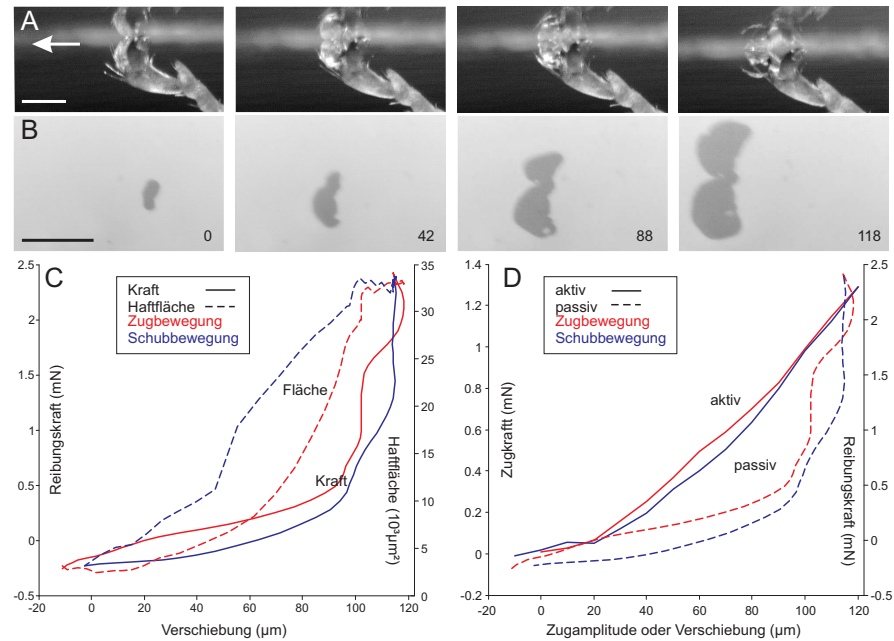 A
B
0
42
88
118
C
Kraft
Haftfläche
Zugbewegung
Schubbewegung
Fläche
Kraft
2.5
2
1.5
1
0.5
0
-0.5
Reibungskraft (mN)
35
30
25
20
15
10
5
0
Haftfläche (10³µm²)
-20 0 20 40 60 80 100 120
Verschiebung (µm)
D
aktiv
passiv
Zugbewegung
Schubbewegung
aktiv
passiv
1.4
1.2
1.0
0.8
0.6
0.4
0.2
0
-0.2
Zugkraftt (mN)
2.5
2
1.5
1
0.5
0
-0.5
Reibungskraft (mN)
-20 0 20 40 60 80 100 120
Zugamplitude oder Verschiebung (µm)